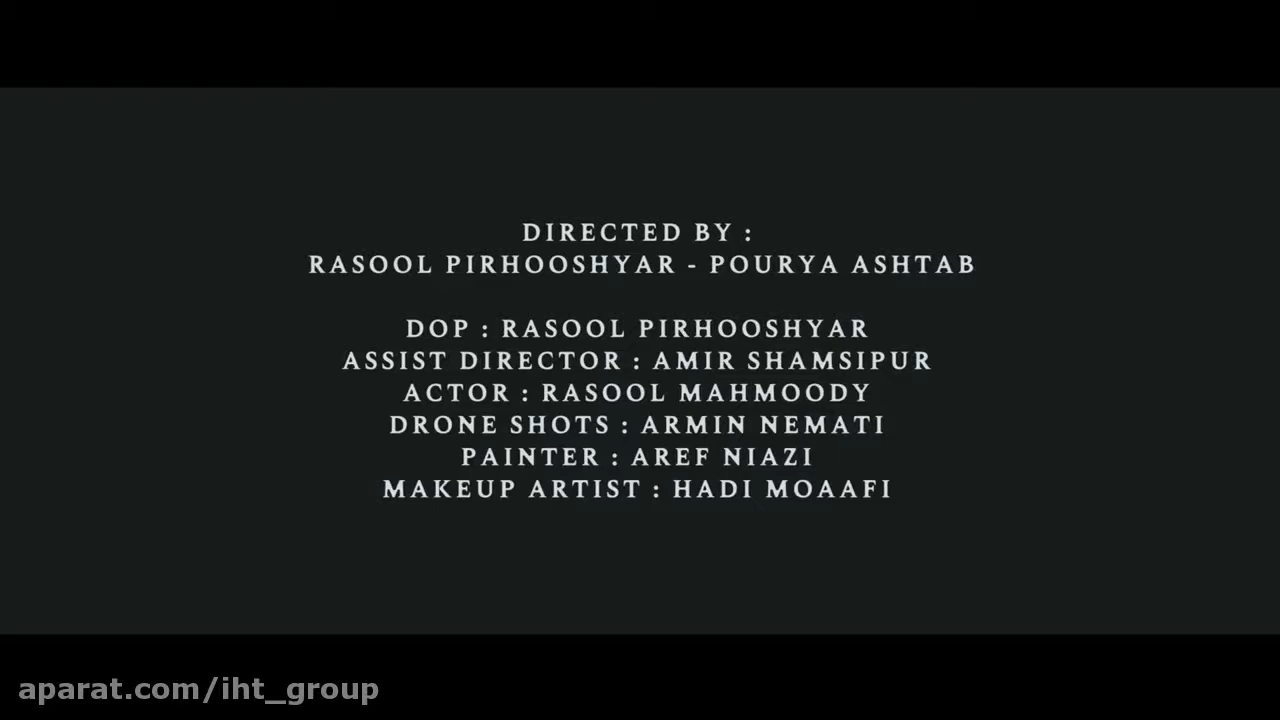 DIRECTED BY :
RASOOL PIRHOOSHYAR - POURYA ASHTAB
DOP : RASOOL PIRHOOSHYAR
ASSIST DIRECTOR : AMIR SHAMSIPUR
ACTOR : RASOOL MAHMOODY
DRONE SHOTS : ARMIN NEMATI
PAINTER : AREF NIAZI
MAKEUP ARTIST : HADI MOAAFI
aparat.com/iht_group